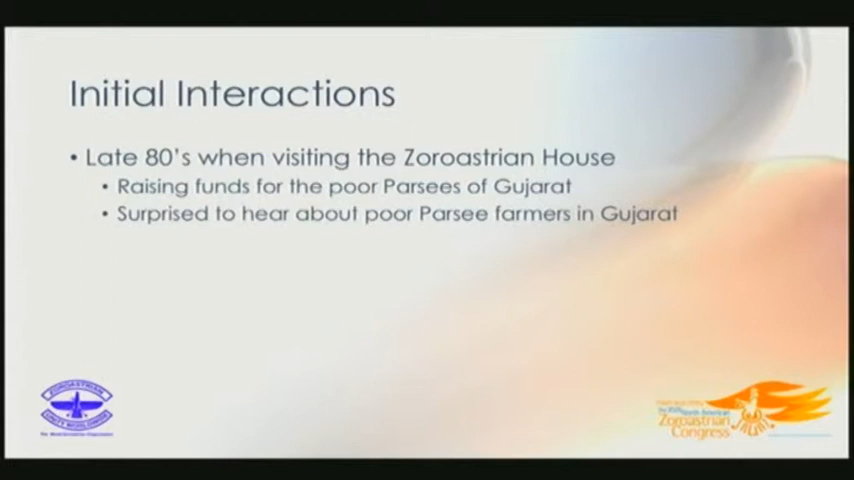 Initial Interactions
• Late 80's when visiting the Zoroastrian House
• Raising funds for the poor Parsees of Gujarat
• Surprised to hear about poor Parsee farmers in Gujarat
ZOROASTRIAN
North American
Zoroastrian
Congress